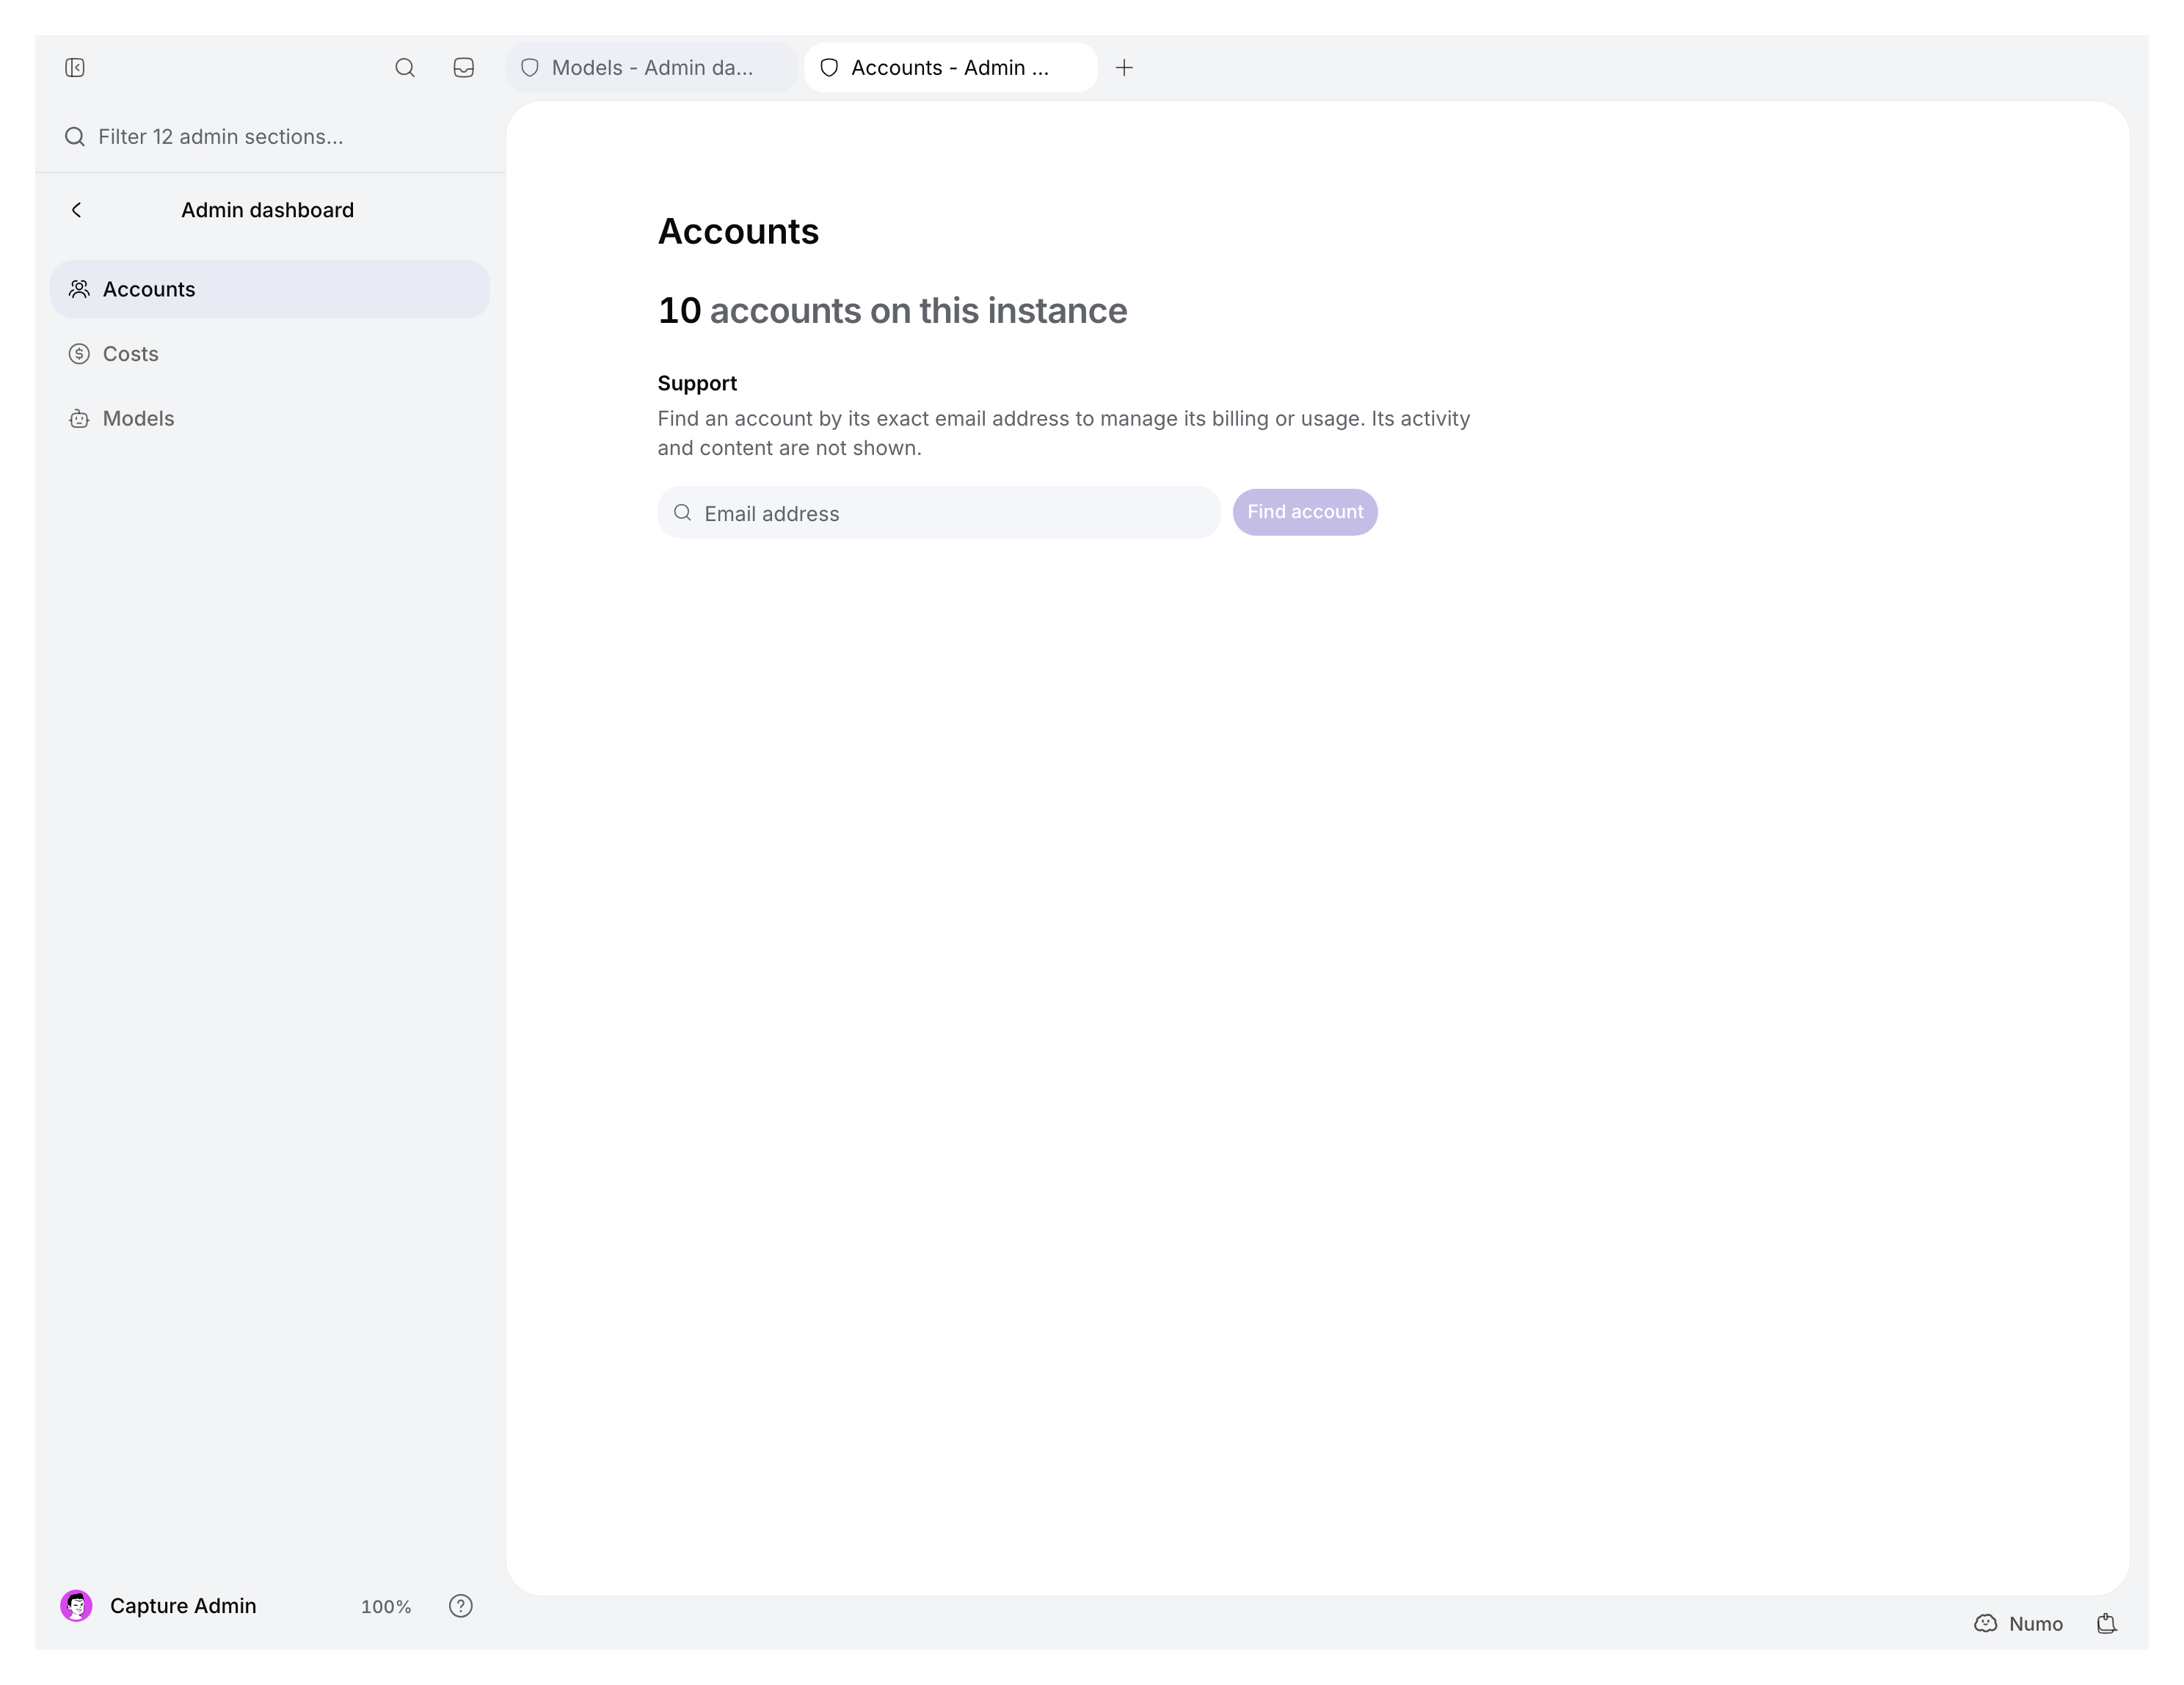 Models - Admin da...
Accounts - Admin ...
Filter 12 admin sections...
Admin dashboard
Accounts
Costs
Models
Accounts
10 accounts on this instance
Support
Find an account by its exact email address to manage its billing or usage. Its activity
and content are not shown.
Email address
Find account
Capture Admin
100%
Numo